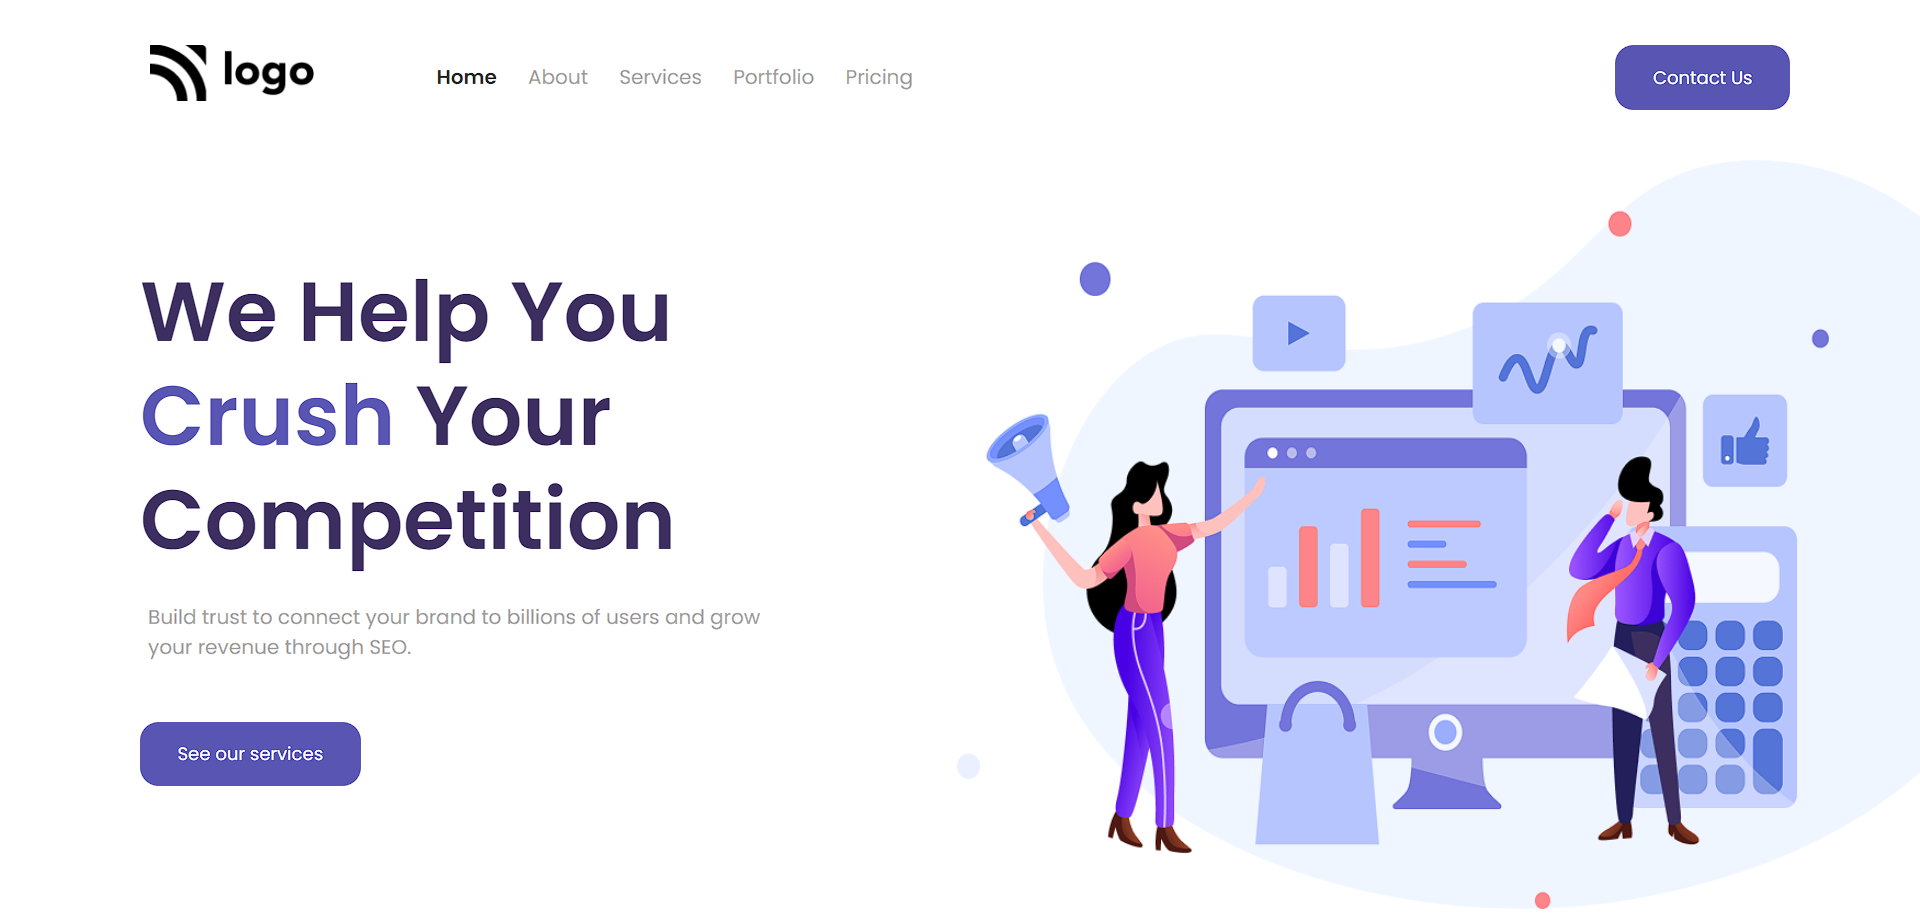 logo
Home About Services Portfolio Pricing
Contact Us
We Help You
Crush Your
Competition
Build trust to connect your brand to billions of users and grow
your revenue through SEO.
See our services